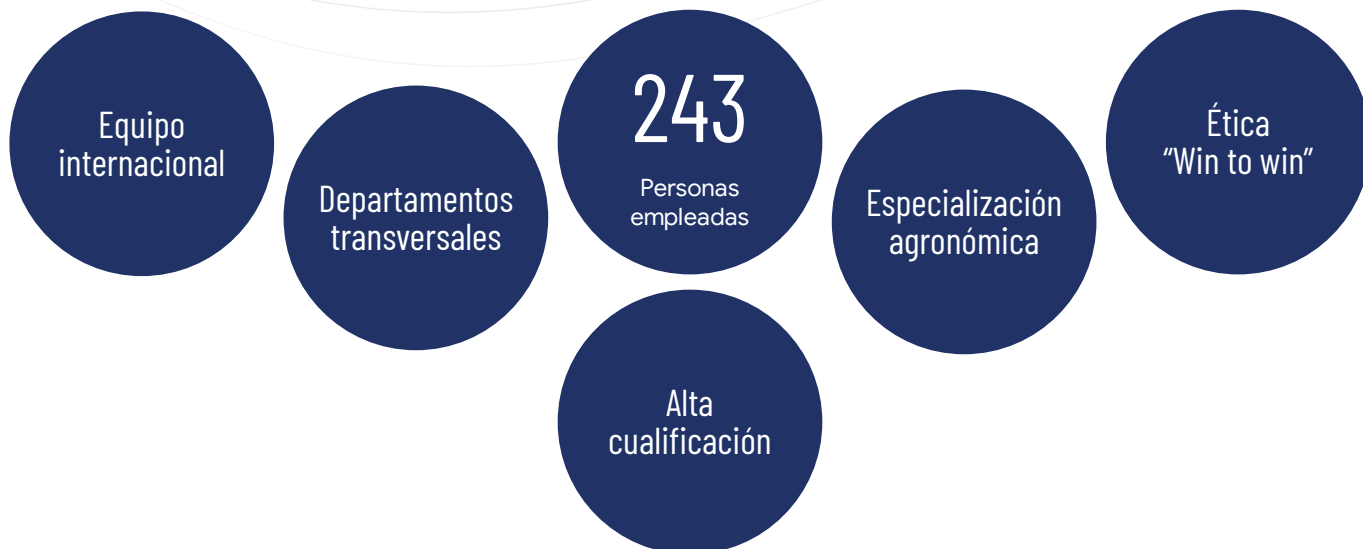 Equipo
internacional
Departamentos
transversales
243
Personas
empleadas
Especialización
agronómica
Ética
“Win to win”
Alta
cualificación